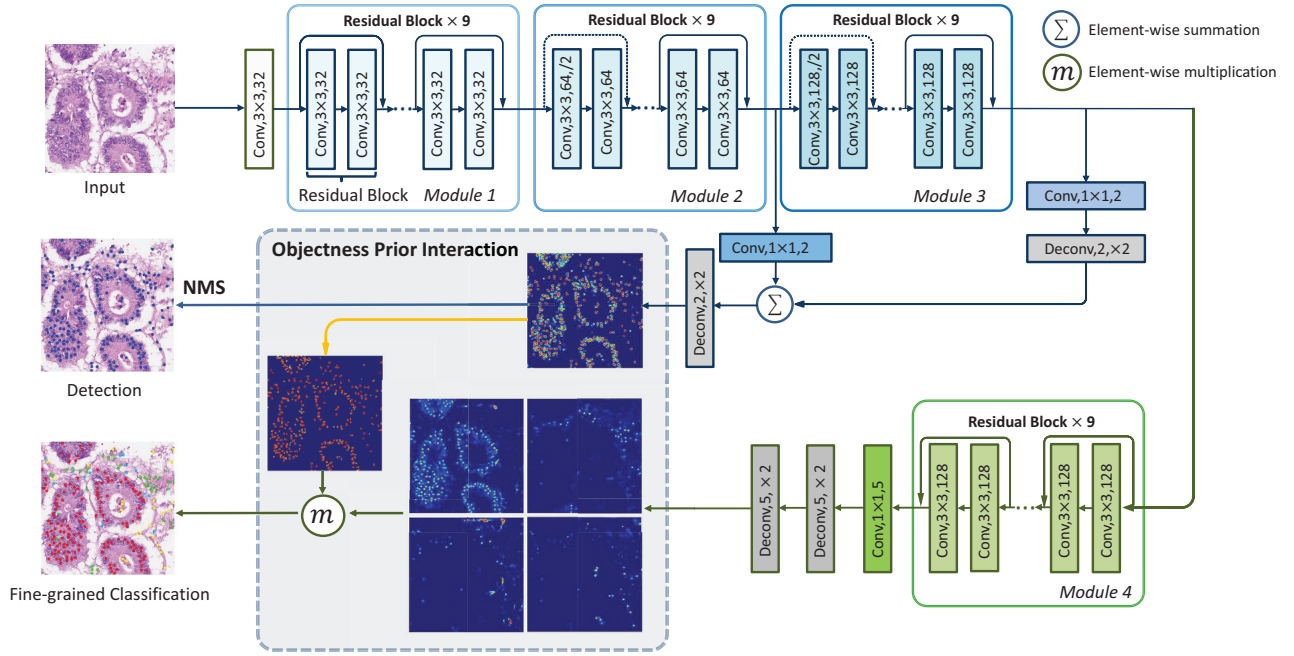 Residual Block × 9
Residual Block × 9
Residual Block × 9
∑ Element-wise summation
m Element-wise multiplication
Input
Conv,3×3,32
Conv,3×3,32
Conv,3×3,32
Conv,3×3,32
Conv,3×3,32
Residual Block
Module 1
Conv,3×3,64,/2
Conv,3×3,64
Conv,3×3,64
Conv,3×3,64
Module 2
Conv,3×3,128,/2
Conv,3×3,128
Conv,3×3,128
Conv,3×3,128
Module 3
Conv,1×1,2
Deconv,2,×2
Conv,1×1,2
∑
Deconv,2,×2
Objectness Prior Interaction
NMS
Detection
Residual Block × 9
Conv,3×3,128
Conv,3×3,128
Conv,3×3,128
Conv,3×3,128
Module 4
Conv,1×1,5
Deconv,5, × 2
Deconv,5, × 2
m
Fine-grained Classification